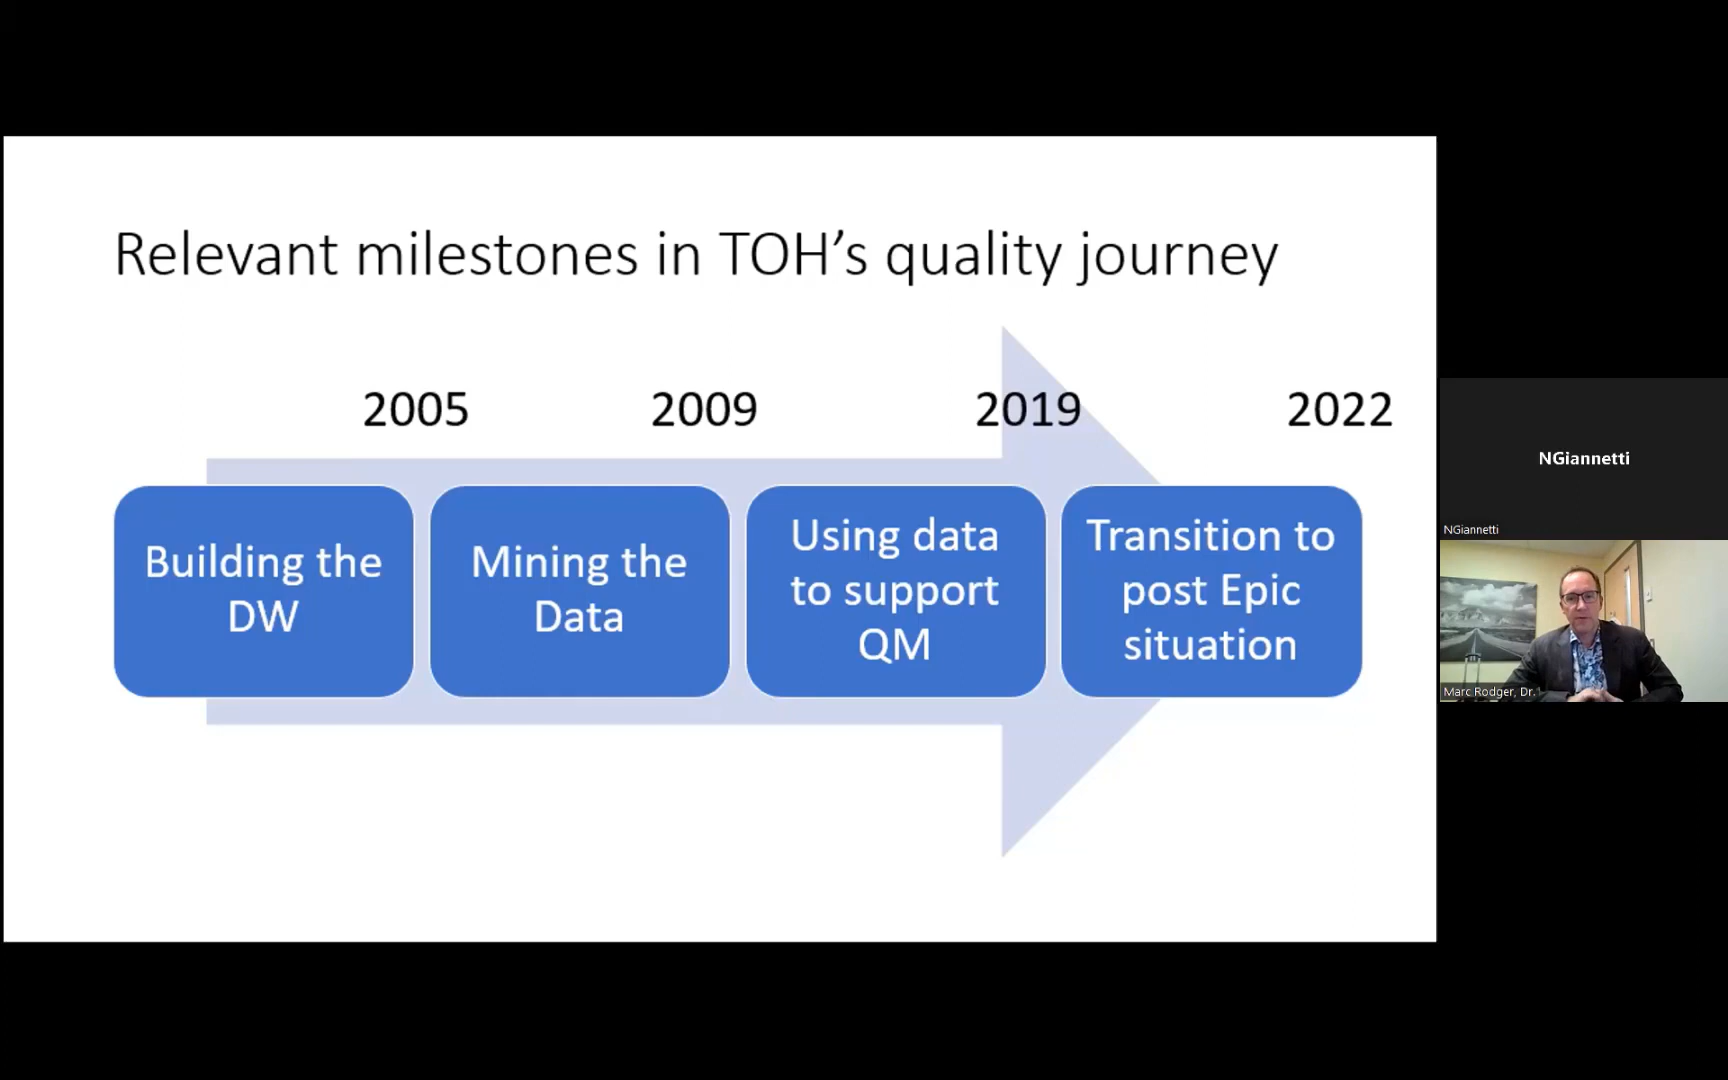 Relevant milestones in TOH's quality journey
2005
2009
2019
2022
Building the
DW
Mining the
Data
Using data
to support
QM
Transition to
post Epic
situation
NGiannetti
NGiannetti
Marc Rodger, Dr.